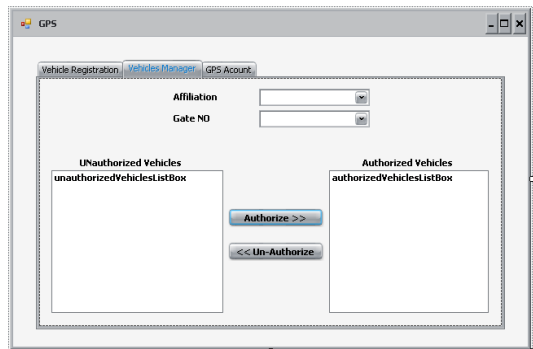 GPS
Vehicle Registration Vehicles Manager GPS Acount
Affiliation
Gate NO
UNauthorized Vehicles Authorized Vehicles
unauthorizedVehiclesListBox authorizedVehiclesListBox
Authorize >>
<< Un-Authorize